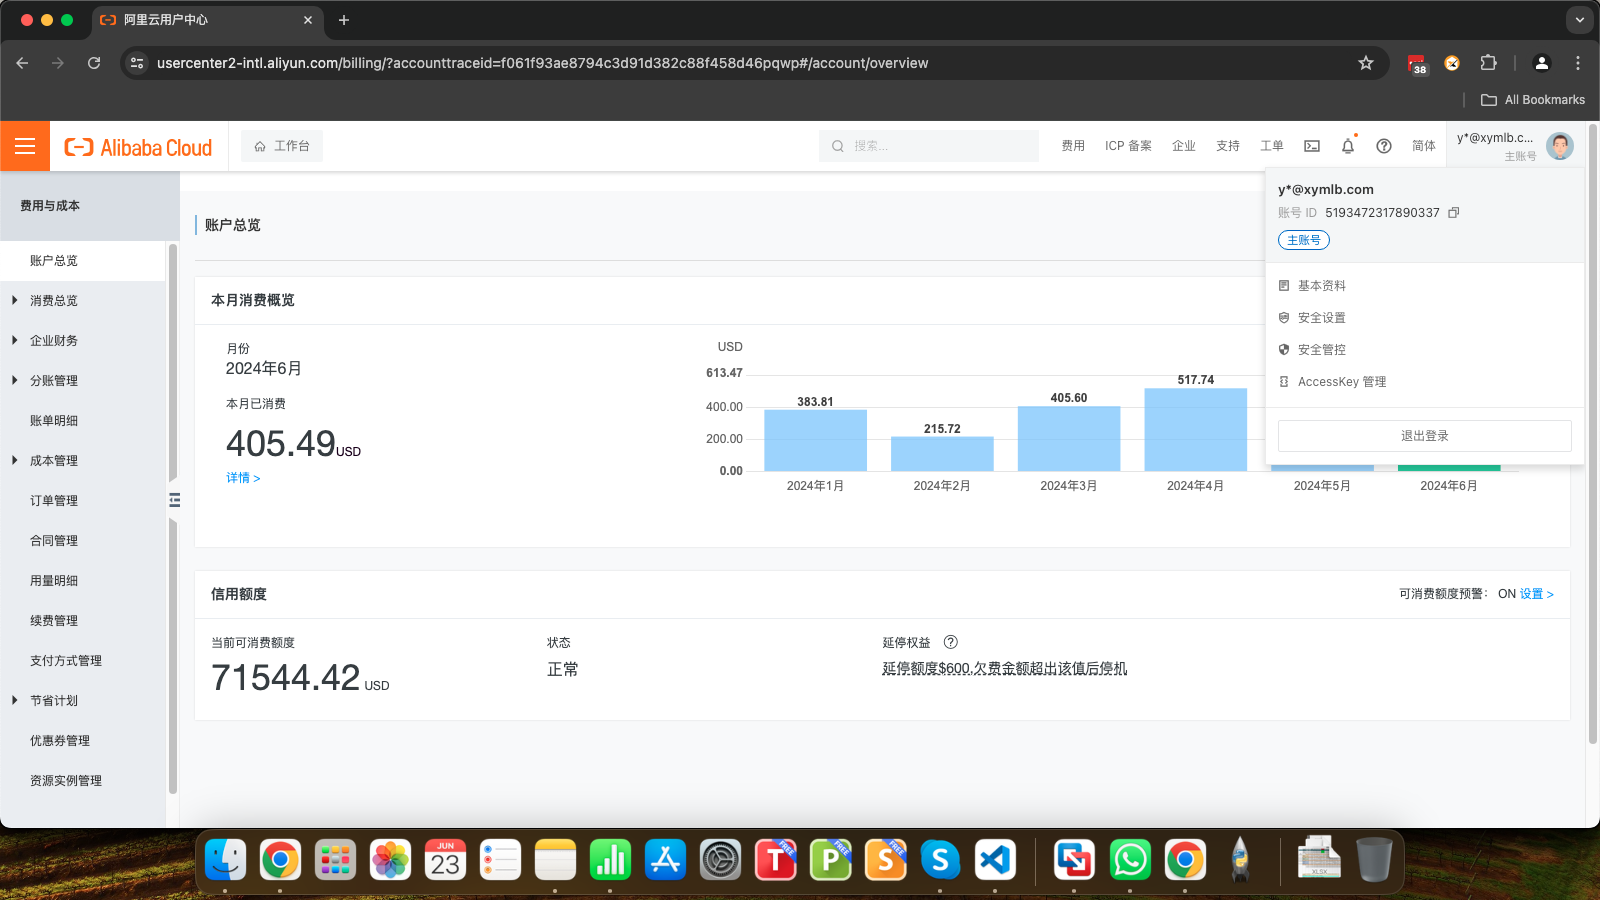 阿里云用户中心
usercenter2-intl.aliyun.com/billing/?accounttraceid=f061f93ae8794c3d91d382c88f458d46pqwp#/account/overview
38
All Bookmarks
Alibaba Cloud
工作台
搜索...
费用
ICP 备案
企业
支持
工单
简体
y*@xymlb.c...
主账号
y*@xymlb.com
账号 ID 5193472317890337
主账号
基本资料
安全设置
安全管控
AccessKey 管理
退出登录
费用与成本
账户总览
消费总览
企业财务
分账管理
账单明细
成本管理
订单管理
合同管理
用量明细
续费管理
支付方式管理
节省计划
优惠券管理
资源实例管理
账户总览
本月消费概览
月份
2024年6月
本月已消费
405.49USD
详情 >
USD
613.47
400.00
200.00
0.00
383.81
215.72
405.60
517.74
2024年1月
2024年2月
2024年3月
2024年4月
2024年5月
2024年6月
信用额度
可消费额度预警： ON 设置 >
当前可消费额度
71544.42 USD
状态
正常
延停权益
延停额度$600,欠费金额超出该值后停机
JUN
23
T FREE
P FREE
S FREE
S
XLSX